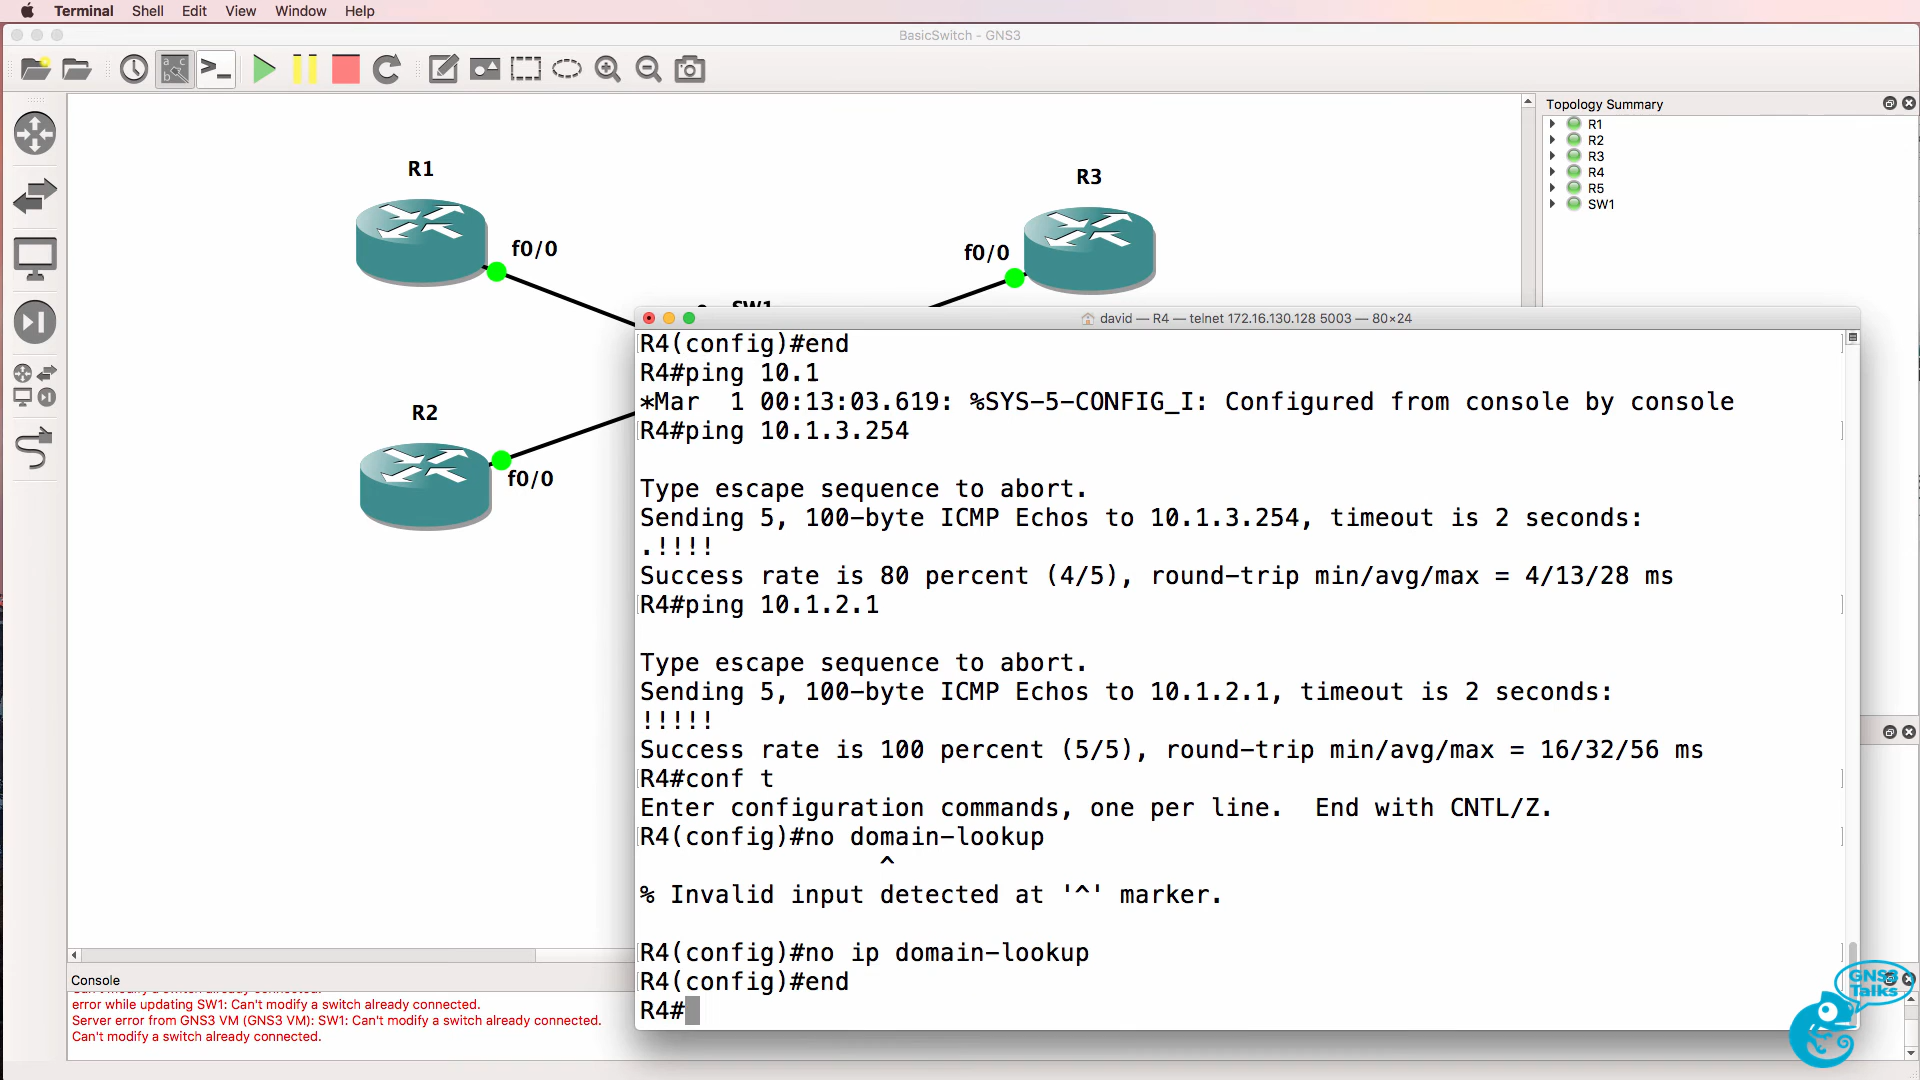 Terminal Shell Edit View Window Help
BasicSwitch - GNS3
Topology Summary
R1
R2
R3
R4
R5
SW1
R1
f0/0
R3
f0/0
SW1
R2
f0/0
david — R4 — telnet 172.16.130.128 5003 — 80×24
R4(config)#end
R4#ping 10.1
*Mar  1 00:13:03.619: %SYS-5-CONFIG_I: Configured from console by console
R4#ping 10.1.3.254
Type escape sequence to abort.
Sending 5, 100-byte ICMP Echos to 10.1.3.254, timeout is 2 seconds:
.!!!!
Success rate is 80 percent (4/5), round-trip min/avg/max = 4/13/28 ms
R4#ping 10.1.2.1
Type escape sequence to abort.
Sending 5, 100-byte ICMP Echos to 10.1.2.1, timeout is 2 seconds:
!!!!!
Success rate is 100 percent (5/5), round-trip min/avg/max = 16/32/56 ms
R4#conf t
Enter configuration commands, one per line.  End with CNTL/Z.
R4(config)#no domain-lookup
^
% Invalid input detected at '^' marker.
R4(config)#no ip domain-lookup
R4(config)#end
R4#
Console
Can't modify a switch already connected.
error while updating SW1: Can't modify a switch already connected.
Server error from GNS3 VM (GNS3 VM): SW1: Can't modify a switch already connected.
Can't modify a switch already connected.
GNS3
Talks